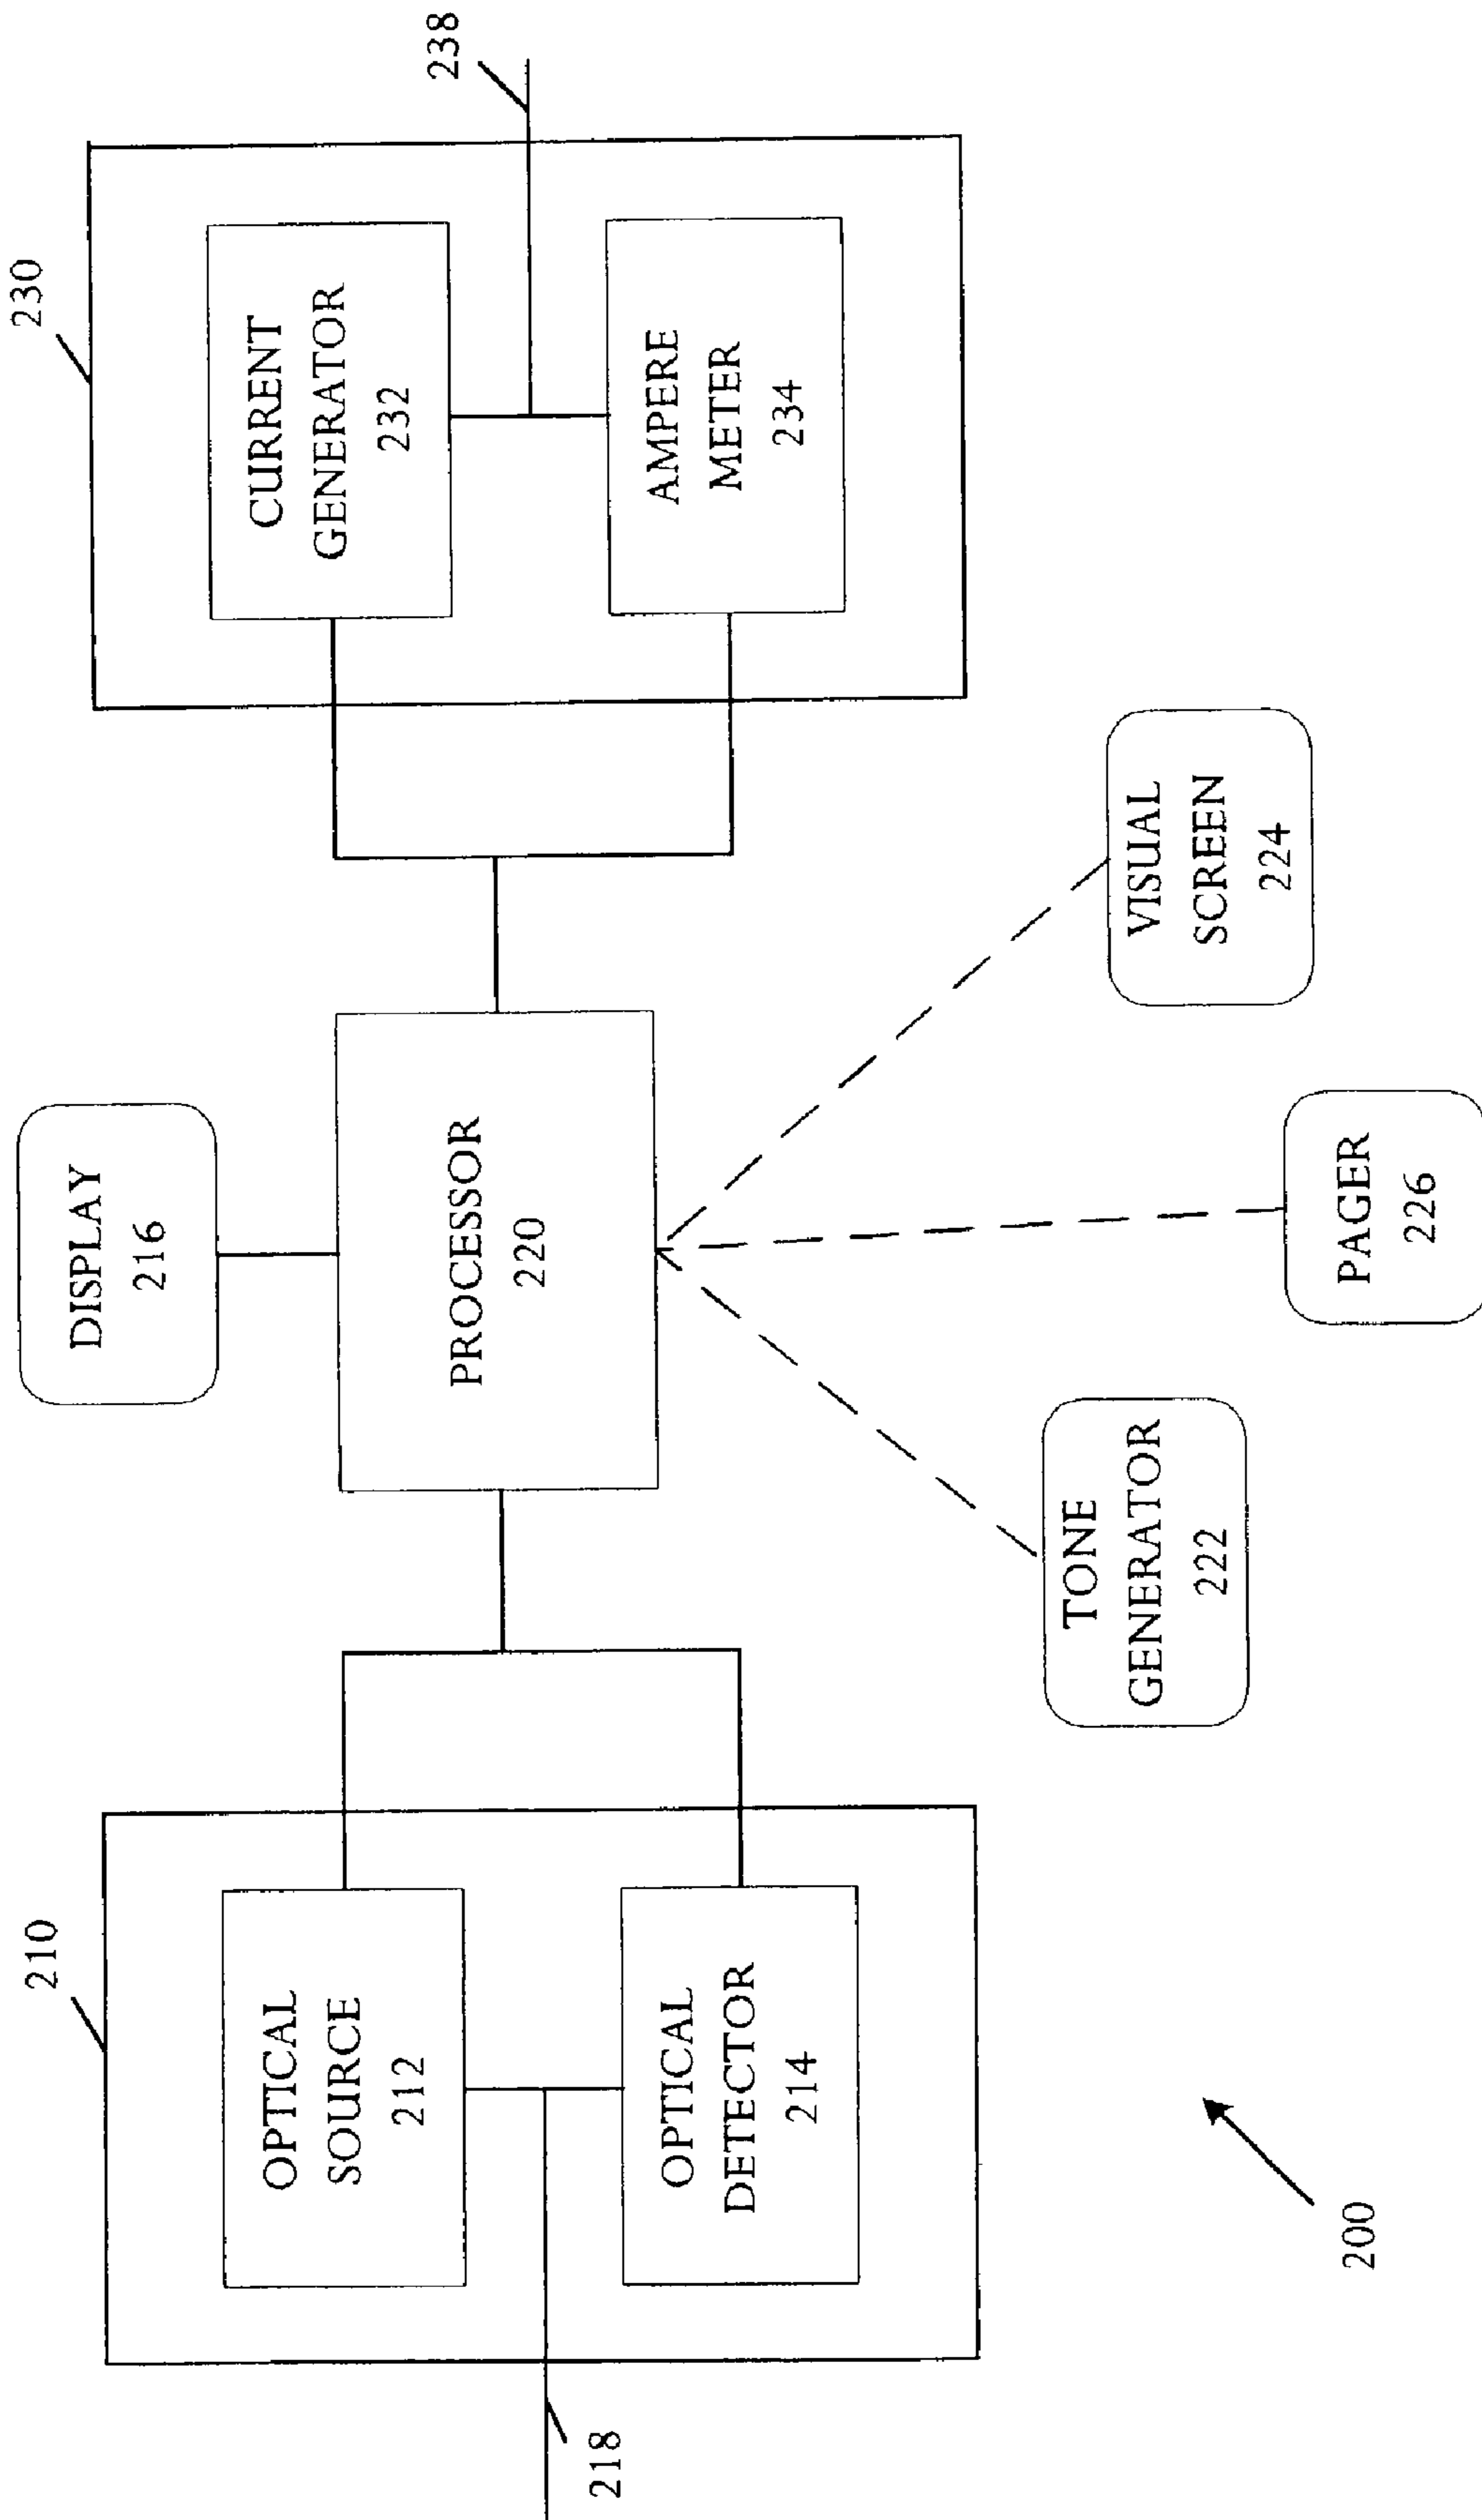 210
OPTICAL
SOURCE
212
OPTICAL
DETECTOR
214
218
200
DISPLAY
216
PROCESSOR
220
TONE
GENERATOR
222
PAGER
226
VISUAL
SCREEN
224
230
CURRENT
GENERATOR
232
AMPERE
METER
234
238